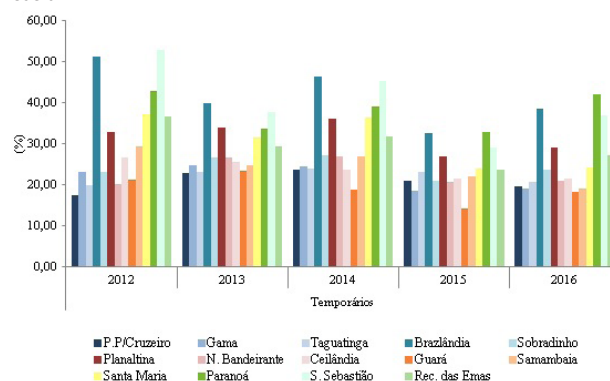 60,00
50,00
40,00
30,00
20,00
10,00
0,00
(%)
2012 2013 2014 2015 2016
Temporários
P.P/Cruzeiro Gama Taguatinga Brazlândia Sobradinho
Planaltina N. Bandeirante Ceilândia Guará Samambaia
Santa Maria Paranoá S. Sebastião Rec. das Emas